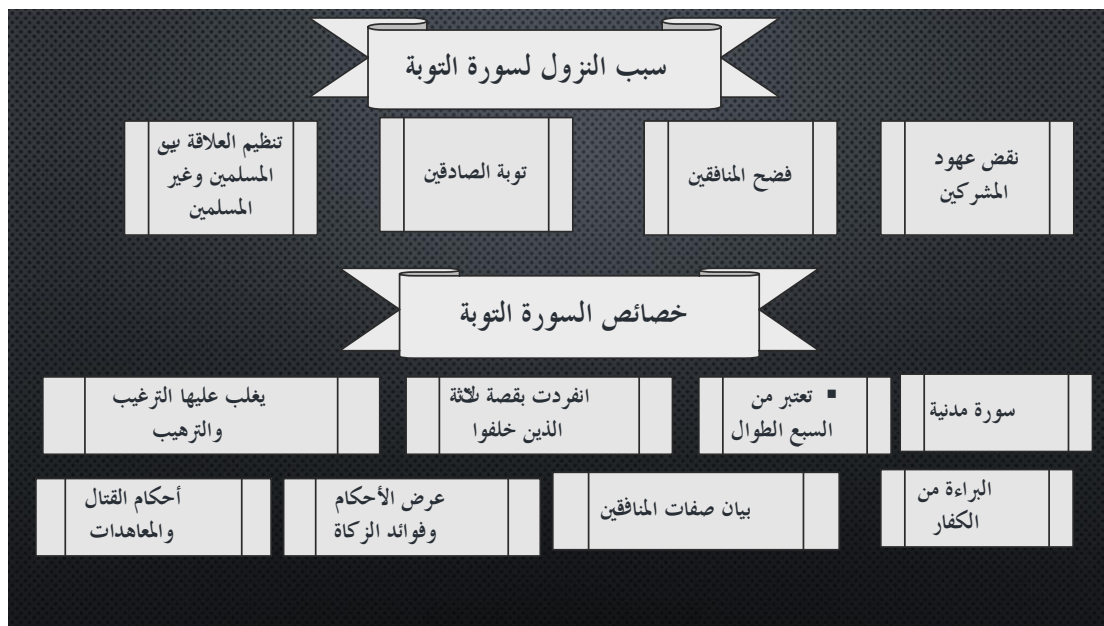 سبب النزول لسورة التوبة
نقض عهود
المشركين
فضح المنافقين
توبة الصادقين
تنظيم العلاقة بين
المسلمين وغير
المسلمين
خصائص السورة التوبة
سورة مدنية
▪ تعتبر من
السبع الطوال
انفردت بقصة ثلاثة
الذين خلفوا
يغلب عليها الترغيب
والترهيب
البراءة من
الكفار
بيان صفات المنافقين
عرض الأحكام
وفوائد الزكاة
أحكام القتال
والمعاهدات